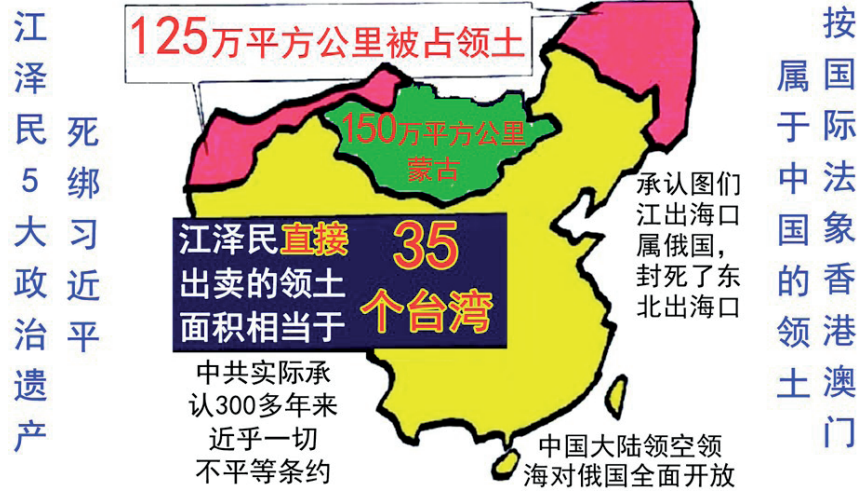 江泽民5大政治遗产
死绑习近平
125万平方公里被占领土
150万平方公里
蒙古
江泽民直接
出卖的领土
面积相当于
35
个台湾
承认图们
江出海口
属俄国，
封死了东
北出海口
中共实际承
认300多年来
近乎一切
不平等条约
中国大陆领空领
海对俄国全面开放
按国际法象香港澳门
属于中国的领土